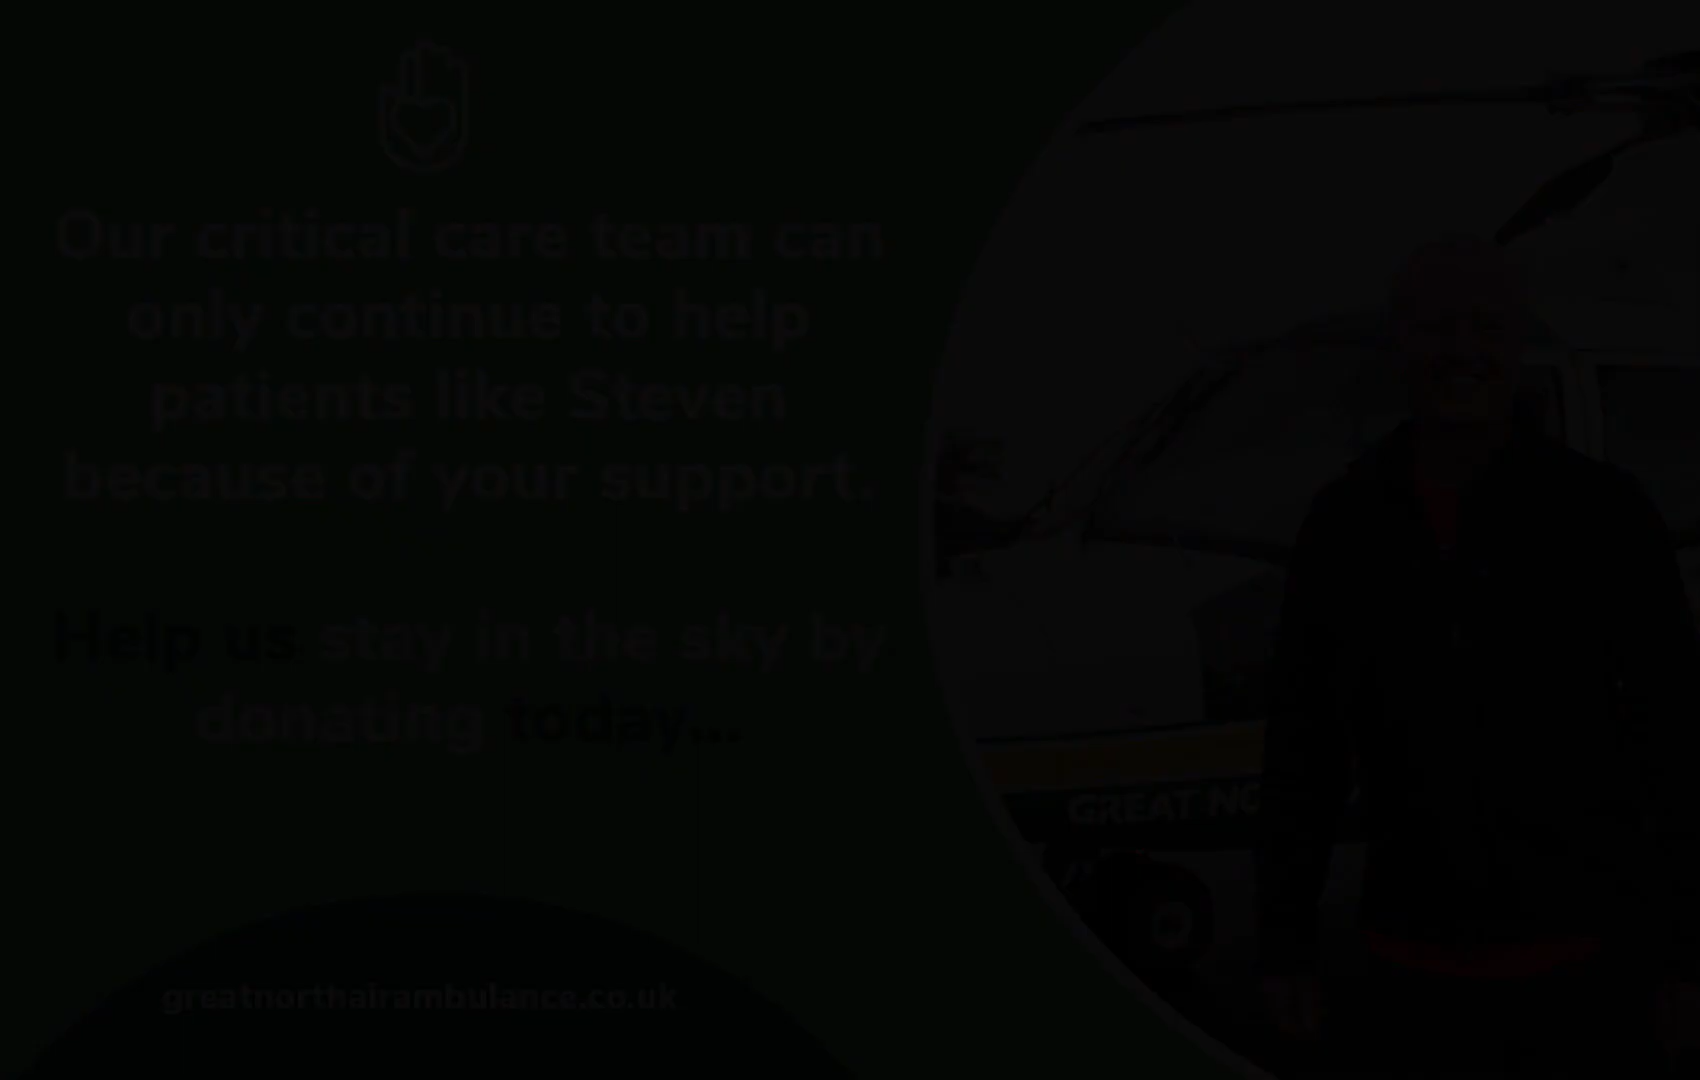 Our critical care team can
only continue to help
patients like Steven
because of your support.
Help us stay in the sky by
donating today...
GREAT NO
greatnorthairambulance.co.uk